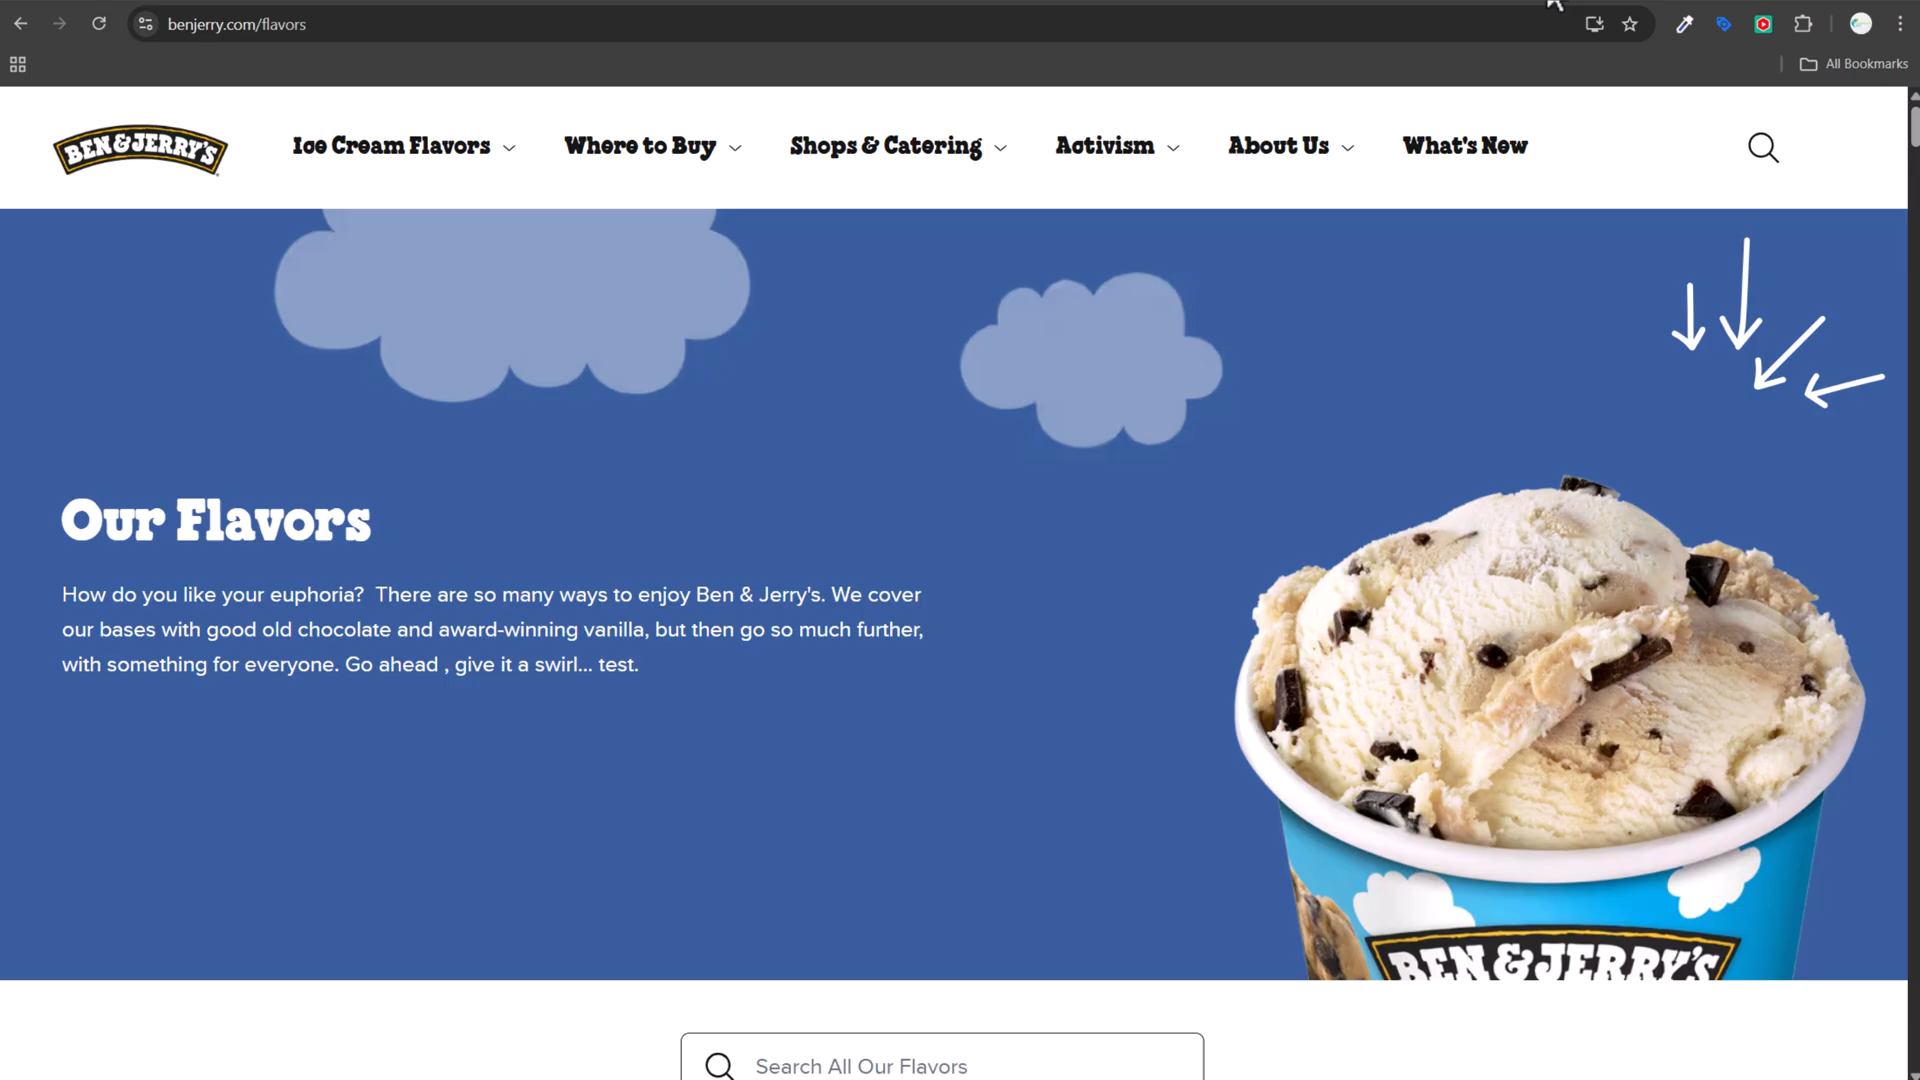 benjerry.com/flavors
All Bookmarks
BEN & JERRY'S
Ice Cream Flavors
Where to Buy
Shops & Catering
Activism
About Us
What's New
Our Flavors
How do you like your euphoria?  There are so many ways to enjoy Ben & Jerry's. We cover
our bases with good old chocolate and award-winning vanilla, but then go so much further,
with something for everyone. Go ahead , give it a swirl... test.
BEN & JERRY'S
Search All Our Flavors